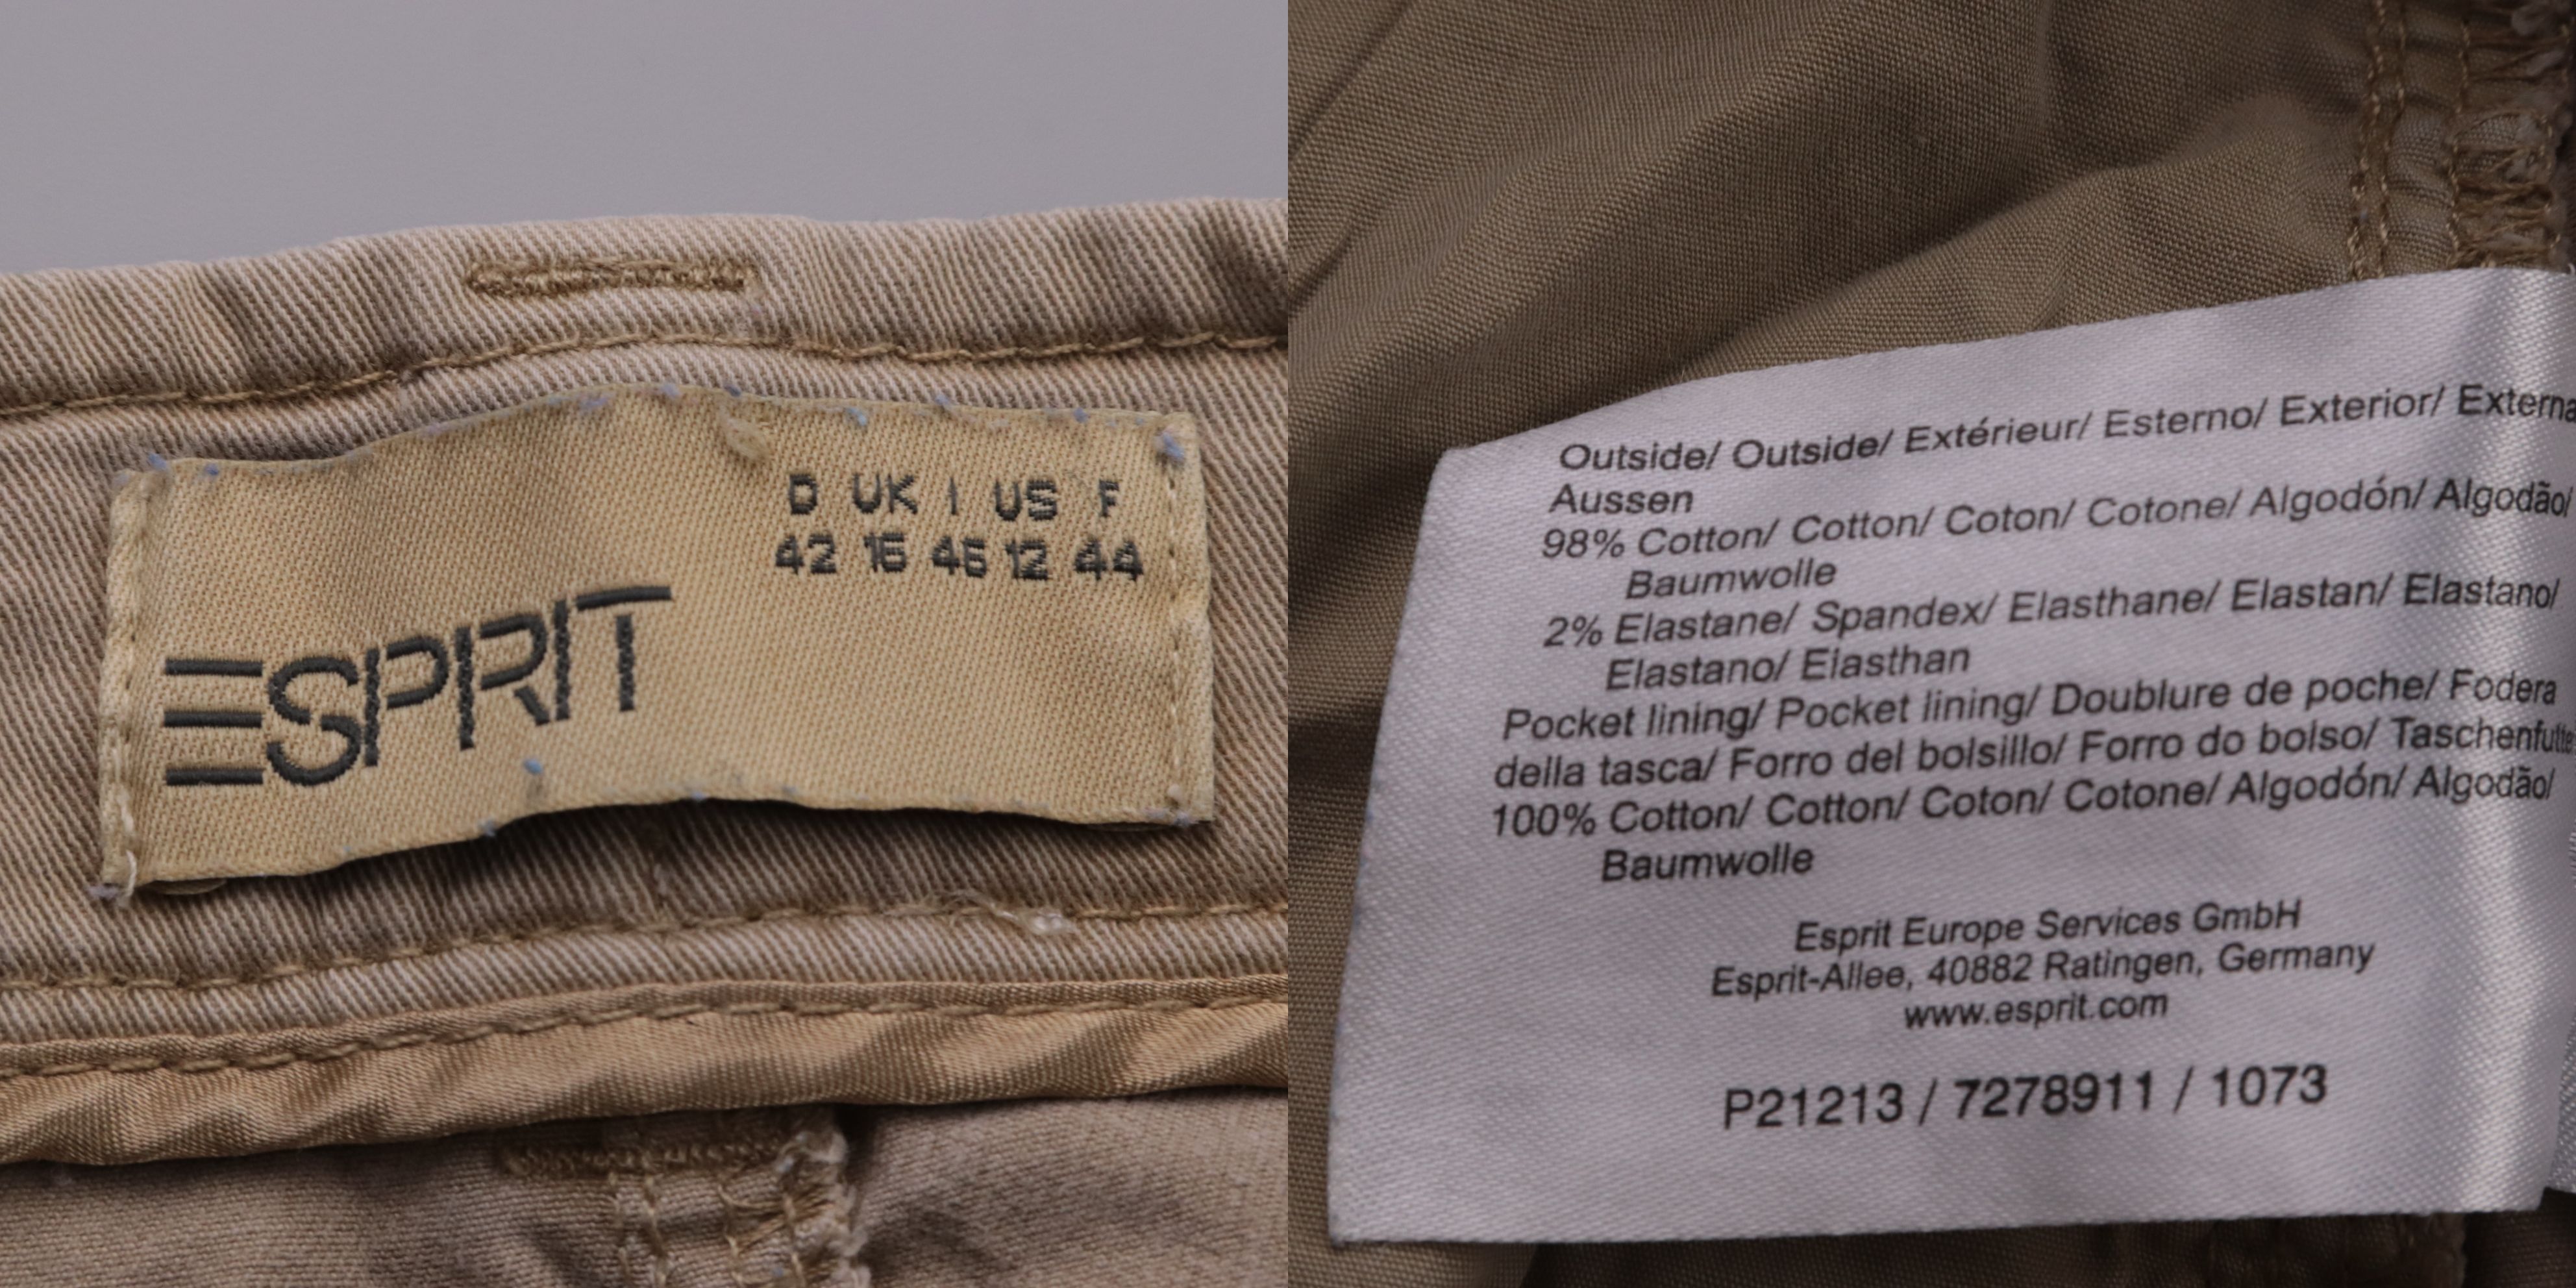 D UK I US F
42 16 46 12 44
ESPRIT
Outside/ Outside/ Extérieur/ Esterno/ Exterior/
Aussen
98% Cotton/ Cotton/ Coton/ Cotone/ Algodón/ Algodão/
Baumwolle
2% Elastane/ Spandex/ Elasthane/ Elastan/ Elastano/
Elastano/ Elasthan
Pocket lining/ Pocket lining/ Doublure de poche/ Fodera
della tasca/ Forro del bolsillo/ Forro do bolso/
100% Cotton/ Cotton/ Coton/ Cotone/ Algodón/ Algodão/
Baumwolle
Esprit Europe Services GmbH
Esprit-Allee, 40882 Ratingen, Germany
www.esprit.com
P21213 / 7278911 / 1073